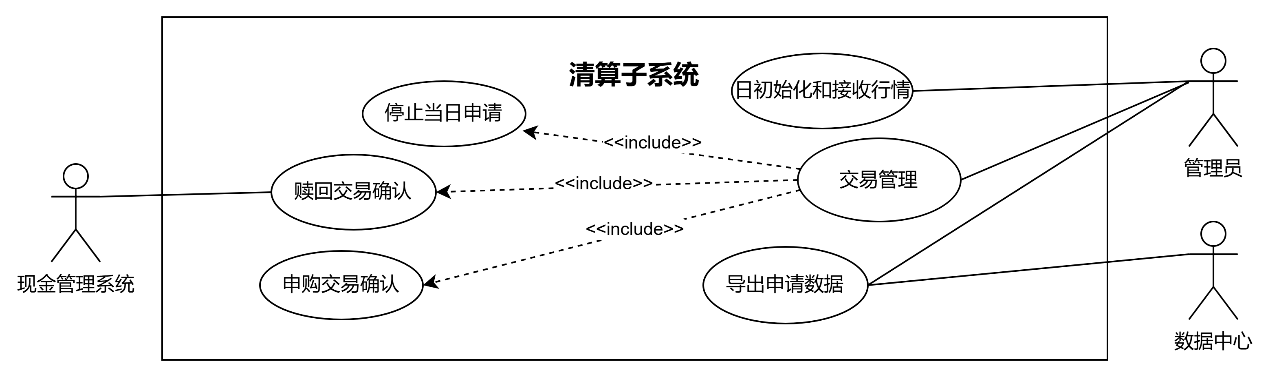 清算子系统
日初始化和接收行情
停止当日申请
<<include>>
管理员
交易管理
<<include>>
赎回交易确认
<<include>>
现金管理系统
申购交易确认
导出申请数据
数据中心